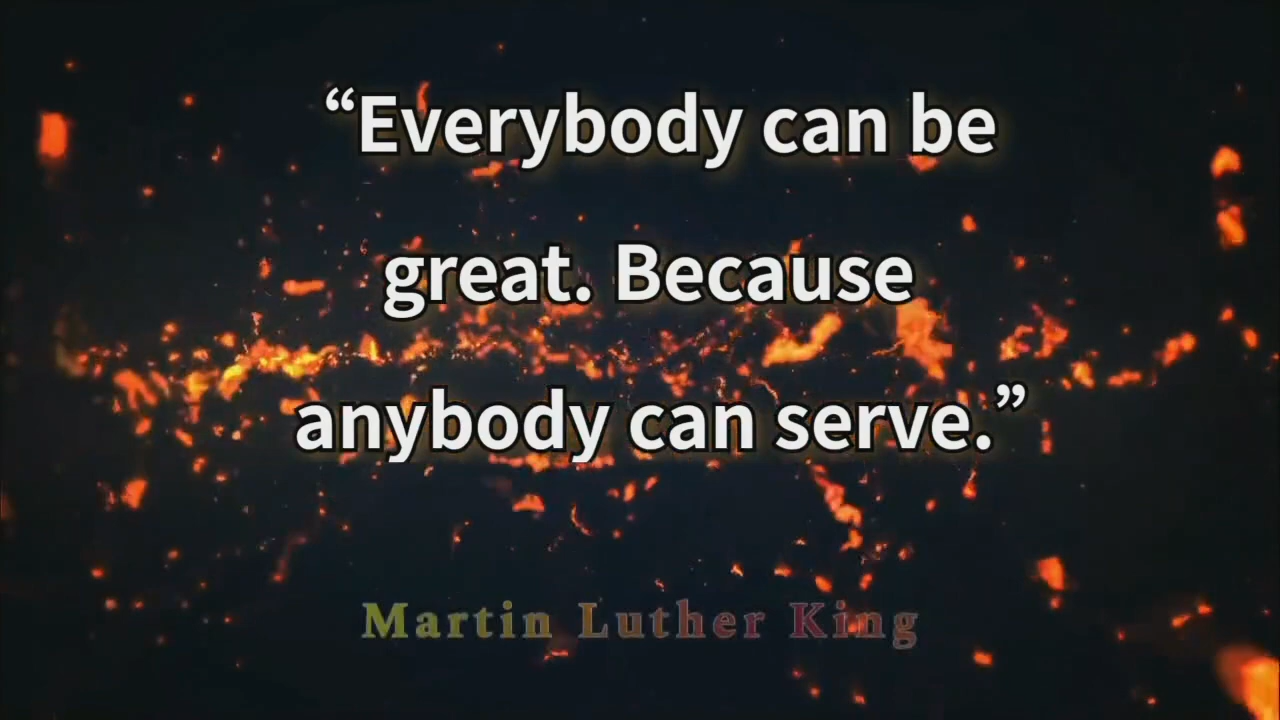 “Everybody can be
great. Because
anybody can serve.”
Martin Luther King